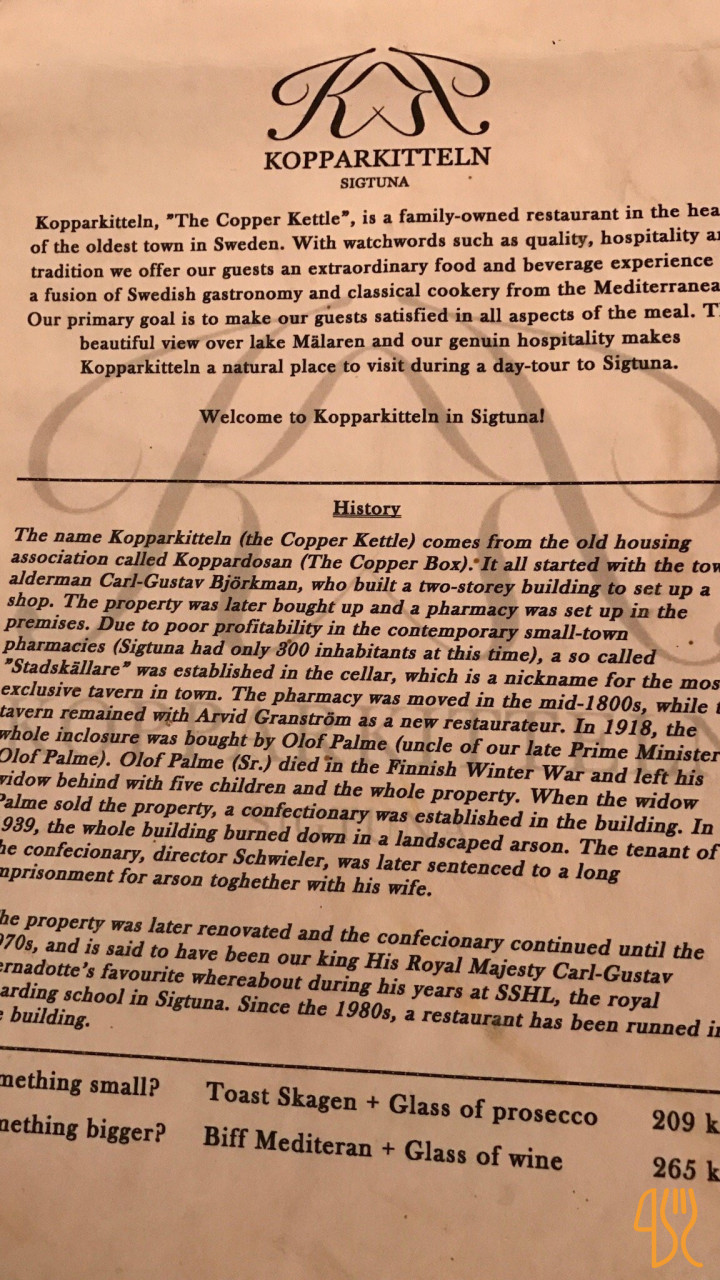 KOPPARKITTELN
SIGTUNA
Kopparkitteln, "The Copper Kettle", is a family-owned restaurant in the hea
of the oldest town in Sweden. With watchwords such as quality, hospitality a
tradition we offer our guests an extraordinary food and beverage experience
a fusion of Swedish gastronomy and classical cookery from the Mediterranea
Our primary goal is to make our guests satisfied in all aspects of the meal. T
beautiful view over lake Mälaren and our genuin hospitality makes
Kopparkitteln a natural place to visit during a day-tour to Sigtuna.
Welcome to Kopparkitteln in Sigtuna!
History
The name Kopparkitteln (the Copper Kettle) comes from the old housing
association called Koppardosan (The Copper Box). It all started with the tow
alderman Carl-Gustav Björkman, who built a two-storey building to set up a
shop. The property was later bought up and a pharmacy was set up in the
premises. Due to poor profitability in the contemporary small-town
pharmacies (Sigtuna had only 300 inhabitants at this time), a so called
"Stadskällare" was established in the cellar, which is a nickname for the mos
exclusive tavern in town. The pharmacy was moved in the mid-1800s, while t
tavern remained with Arvid Granström as a new restaurateur. In 1918, the
whole inclosure was bought by Olof Palme (uncle of our late Prime Minister
Olof Palme). Olof Palme (Sr.) died in the Finnish Winter War and left his
widow behind with five children and the whole property. When the widow
Palme sold the property, a confectionary was established in the building. In
939, the whole building burned down in a landscaped arson. The tenant of
he confecionary, director Schwieler, was later sentenced to a long
mprisonment for arson toghether with his wife.
he property was later renovated and the confecionary continued until the
970s, and is said to have been our king His Royal Majesty Carl-Gustav
ernadotte's favourite whereabout during his years at SSHL, the royal
arding school in Sigtuna. Since the 1980s, a restaurant has been runned in
e building.
mething small? Toast Skagen + Glass of prosecco 209 k
mething bigger? Biff Mediteran + Glass of wine 265 k